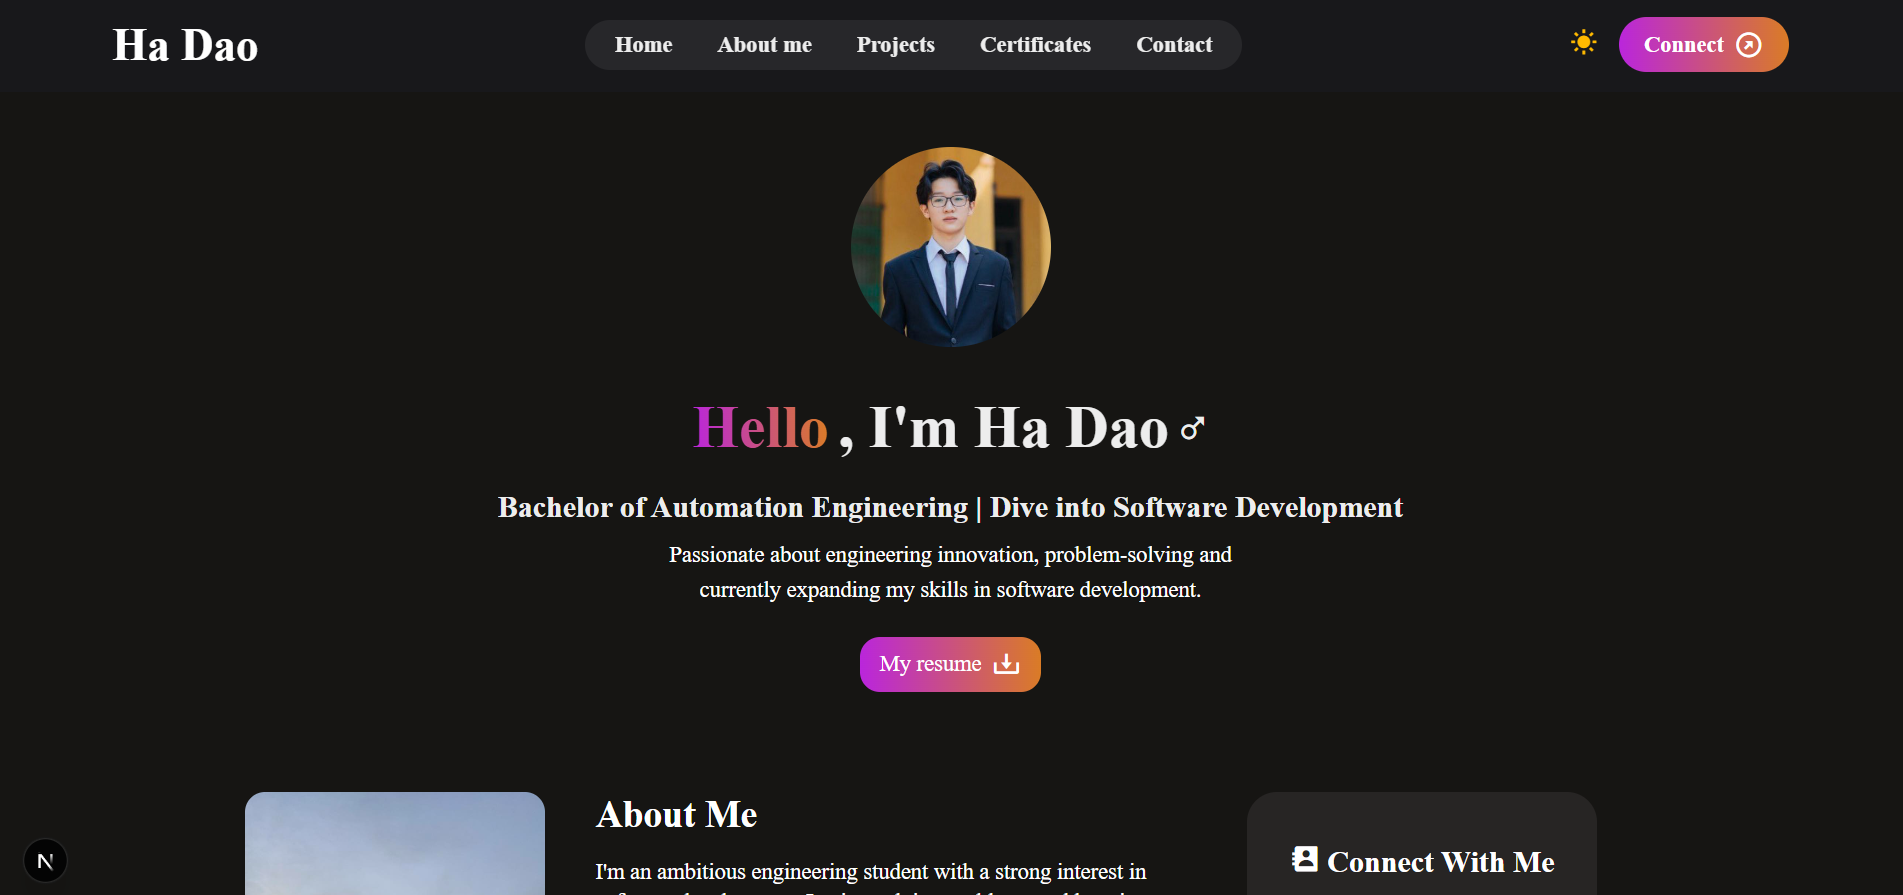 Ha Dao
Home About me Projects Certificates Contact
Connect
Hello, I'm Ha Dao
Bachelor of Automation Engineering | Dive into Software Development
Passionate about engineering innovation, problem-solving and
currently expanding my skills in software development.
My resume
About Me
I'm an ambitious engineering student with a strong interest in
Connect With Me
N